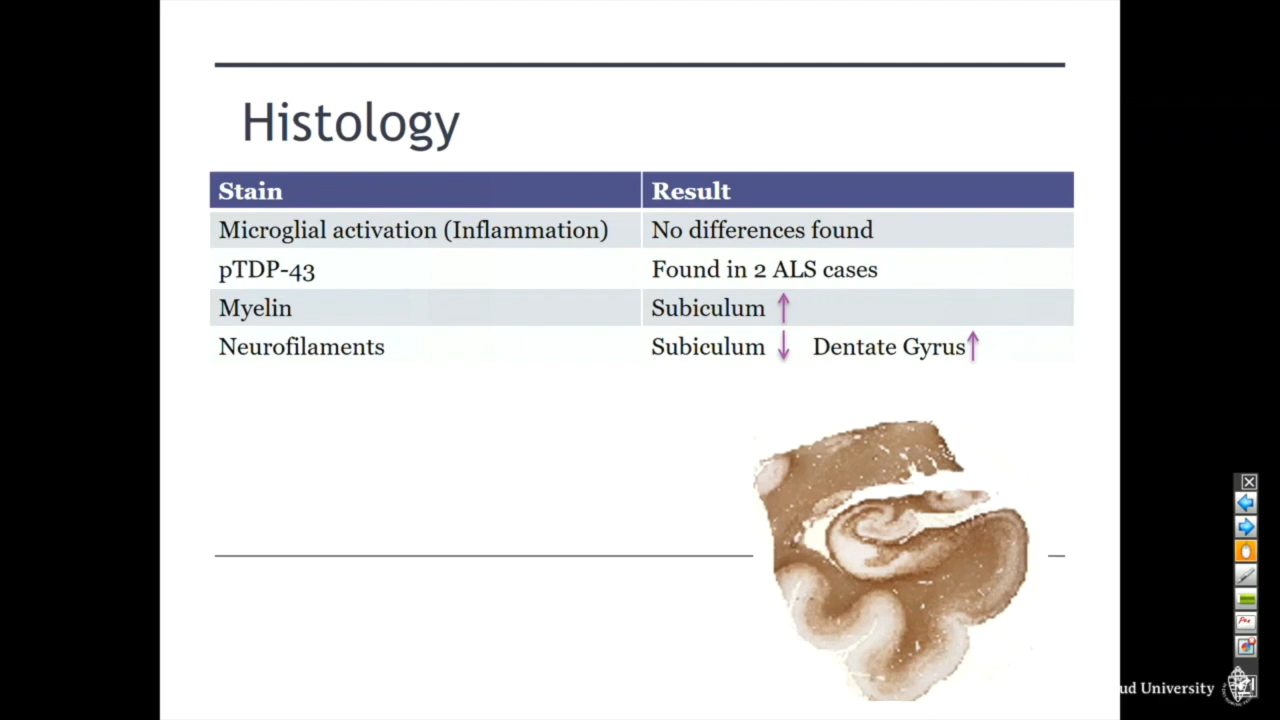 Histology
Stain Result
Microglial activation (Inflammation) No differences found
pTDP-43 Found in 2 ALS cases
Myelin Subiculum ↑
Neurofilaments Subiculum ↓ Dentate Gyrus↑
ud University